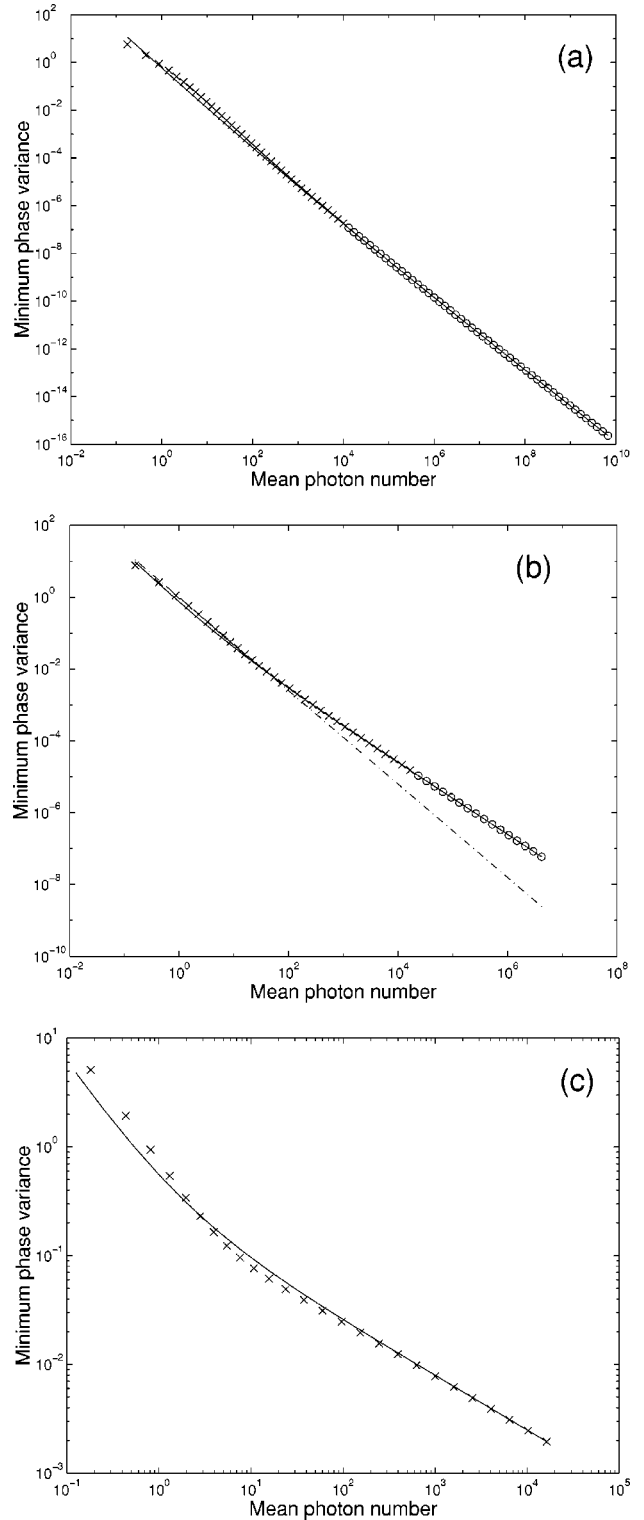 (a)
Minimum phase variance
10^2
10^0
10^-2
10^-4
10^-6
10^-8
10^-10
10^-12
10^-14
10^-16
10^-2 10^0 10^2 10^4 10^6 10^8 10^10
Mean photon number
(b)
Minimum phase variance
10^2
10^0
10^-2
10^-4
10^-6
10^-8
10^-10
10^-2 10^0 10^2 10^4 10^6 10^8
Mean photon number
(c)
Minimum phase variance
10^1
10^0
10^-1
10^-2
10^-3
10^-1 10^0 10^1 10^2 10^3 10^4 10^5
Mean photon number